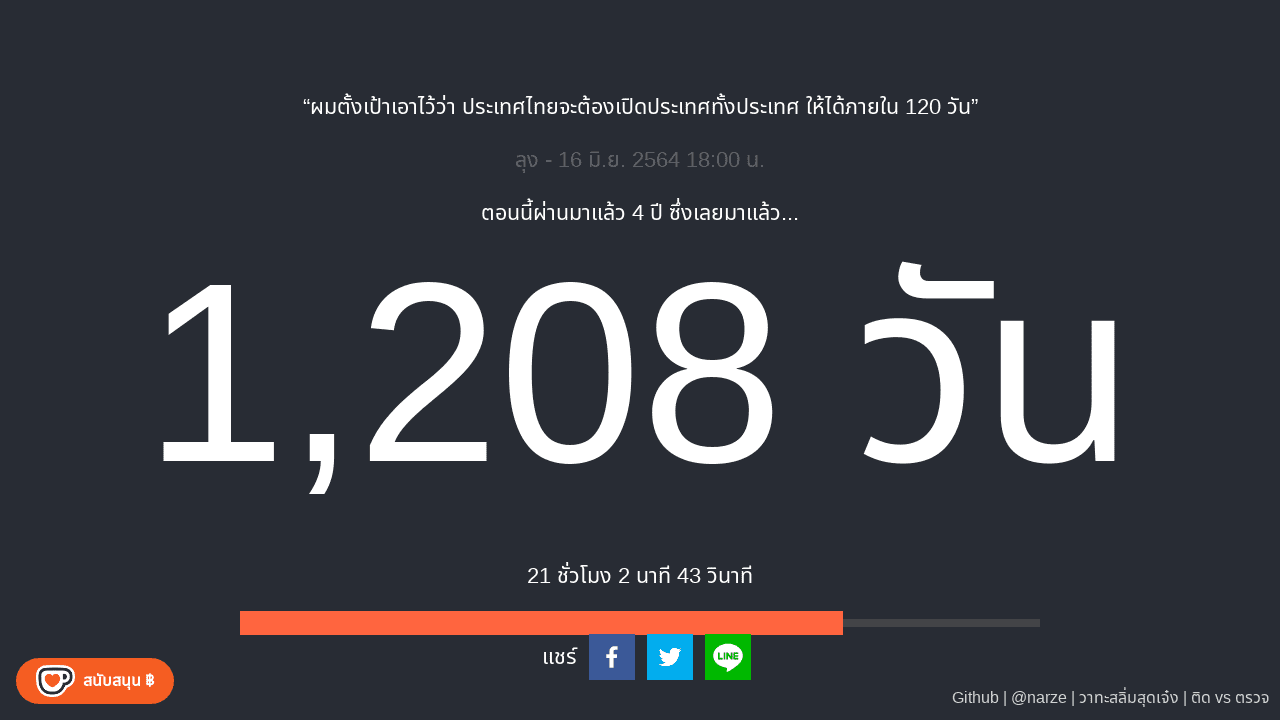 “ผมตั้งเป้าเอาไว้ว่า ประเทศไทยจะต้องเปิดประเทศทั้งประเทศ ให้ได้ภายใน 120 วัน”
ลุง - 16 มิ.ย. 2564 18:00 น.
ตอนนี้ผ่านมาแล้ว 4 ปี ซึ่งเลยมาแล้ว...
1,208 วัน
21 ชั่วโมง 2 นาที 43 วินาที
แชร์
LINE
สนับสนุน ฿
Github | @narze | วาทะสลิ่มสุดเจ๋ง | ติด vs ตรวจ